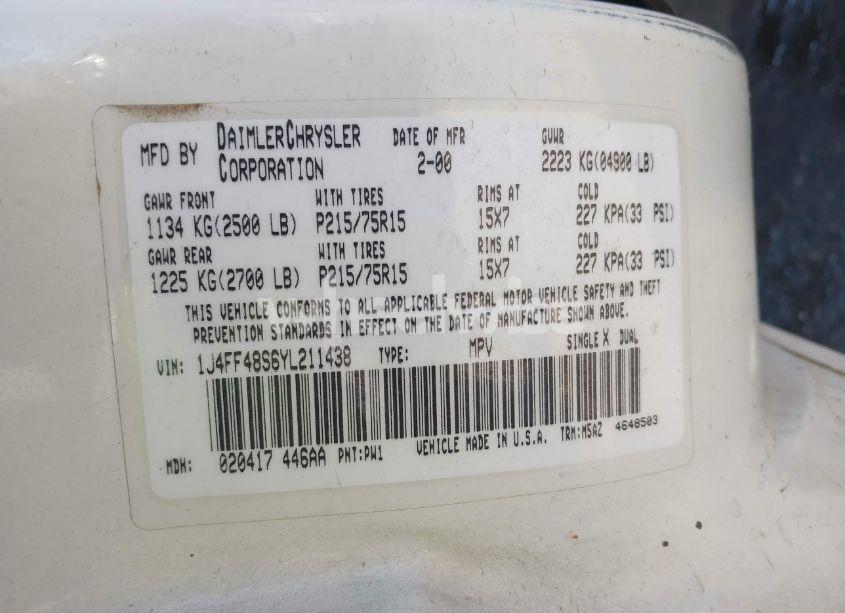 MFD BY DAIMLERCHRYSLER CORPORATION DATE OF MFR 2-00 GVWR 2223 KG(04900 LB)
GAWR FRONT WITH TIRES RIMS AT COLD
1134 KG(2500 LB) P215/75R15 15X7 227 KPA(33 PSI)
GAWR REAR WITH TIRES RIMS AT COLD
1225 KG(2700 LB) P215/75R15 15X7 227 KPA(33 PSI)
THIS VEHICLE CONFORMS TO ALL APPLICABLE FEDERAL MOTOR VEHICLE SAFETY AND THEFT
PREVENTION STANDARDS IN EFFECT ON THE DATE OF MANUFACTURE SHOWN ABOVE.
VIN: 1J4FF48S6YL211438 TYPE: MPV SINGLE X DUAL
MDH: 020417 446AA PNT:PW1 VEHICLE MADE IN U.S.A. TRM:M5AZ 4648503